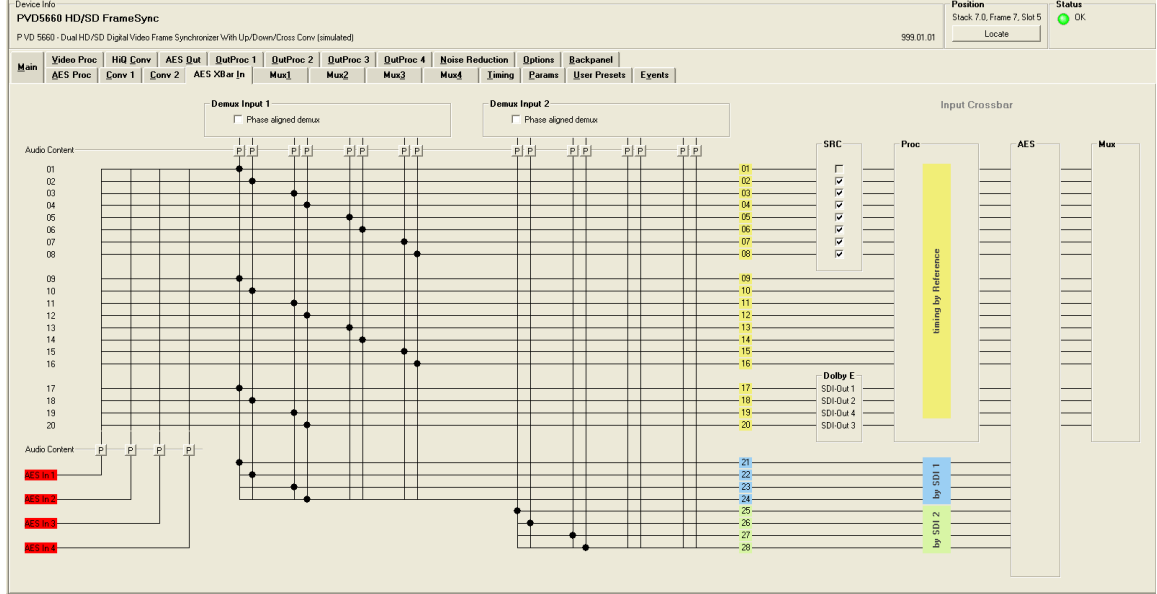 Device Info
PVD5660 HD/SD FrameSync
PVD 5660 - Dual HD/SD Digital Video Frame Synchronizer With Up/Down/Cross Conv (simulated)
999.01.01
Position
Stack 7.0, Frame 7, Slot 5
Locate
Status
OK
Main
Video Proc HiQ Conv AES Out OutProc 1 OutProc 2 OutProc 3 OutProc 4 Noise Reduction Options Backpanel
AES Proc Conv 1 Conv 2 AES XBar In Mux1 Mux2 Mux3 Mux4 Timing Params User Presets Events
Demux Input 1
Phase aligned demux
Demux Input 2
Phase aligned demux
Input Crossbar
SRC Proc AES Mux
Audio Content P P P P P P P P P P P P P P P P
01 01
02 02
03 03
04 04
05 05
06 06
07 07
08 08
09 09
10 10
11 11
12 12
13 13
14 14
15 15
16 16
timing by Reference
Dolby E
17 17 SDI-Out 1
18 18 SDI-Out 2
19 19 SDI-Out 4
20 20 SDI-Out 3
Audio Content P P P P
21
AES In 1 22
23
AES In 2 24
by SDI 1
25
AES In 3 26
27
AES In 4 28
by SDI 2